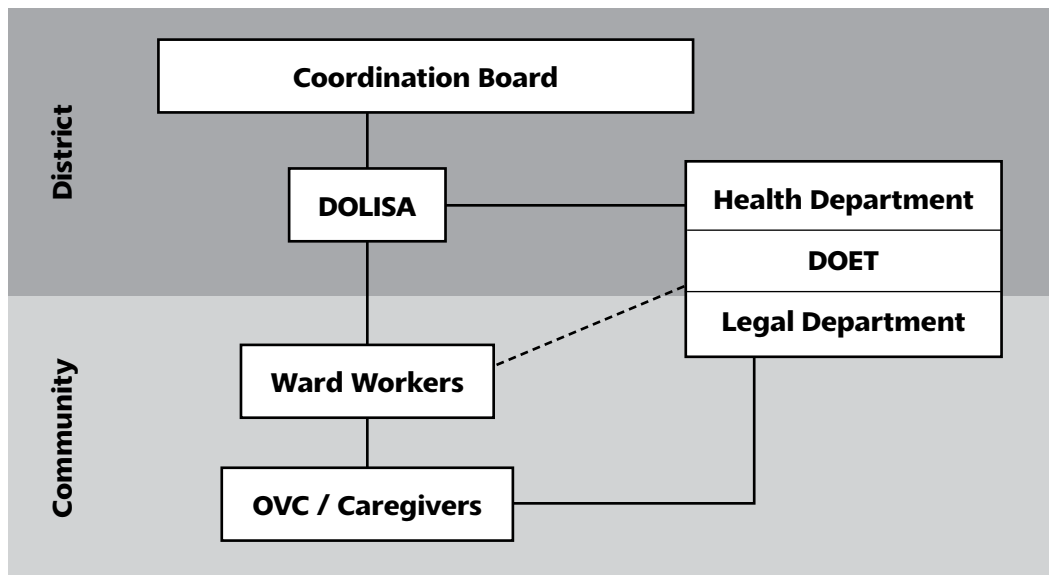 District
Coordination Board
DOLISA
Health Department
DOET
Legal Department
Community
Ward Workers
OVC / Caregivers